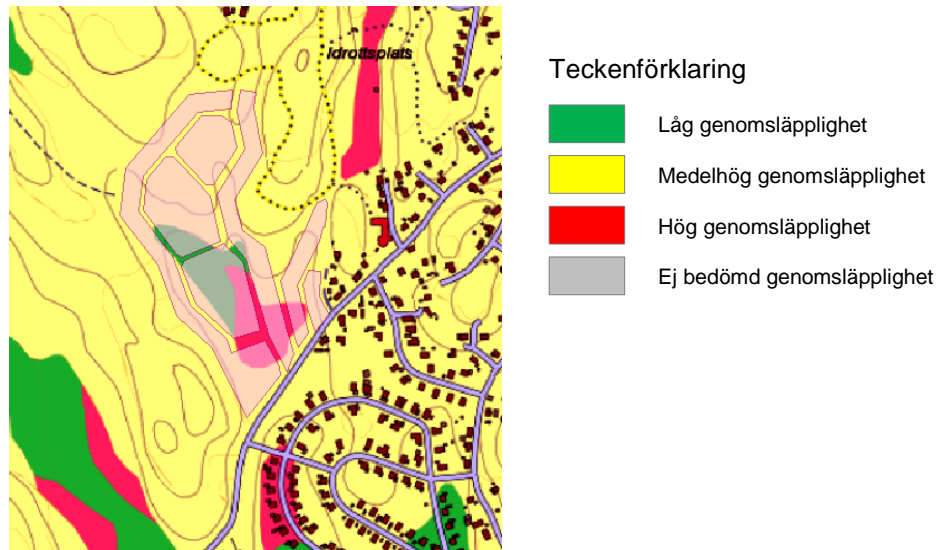 Idrottsplats
Teckenförklaring
Låg genomsläpplighet
Medelhög genomsläpplighet
Hög genomsläpplighet
Ej bedömd genomsläpplighet